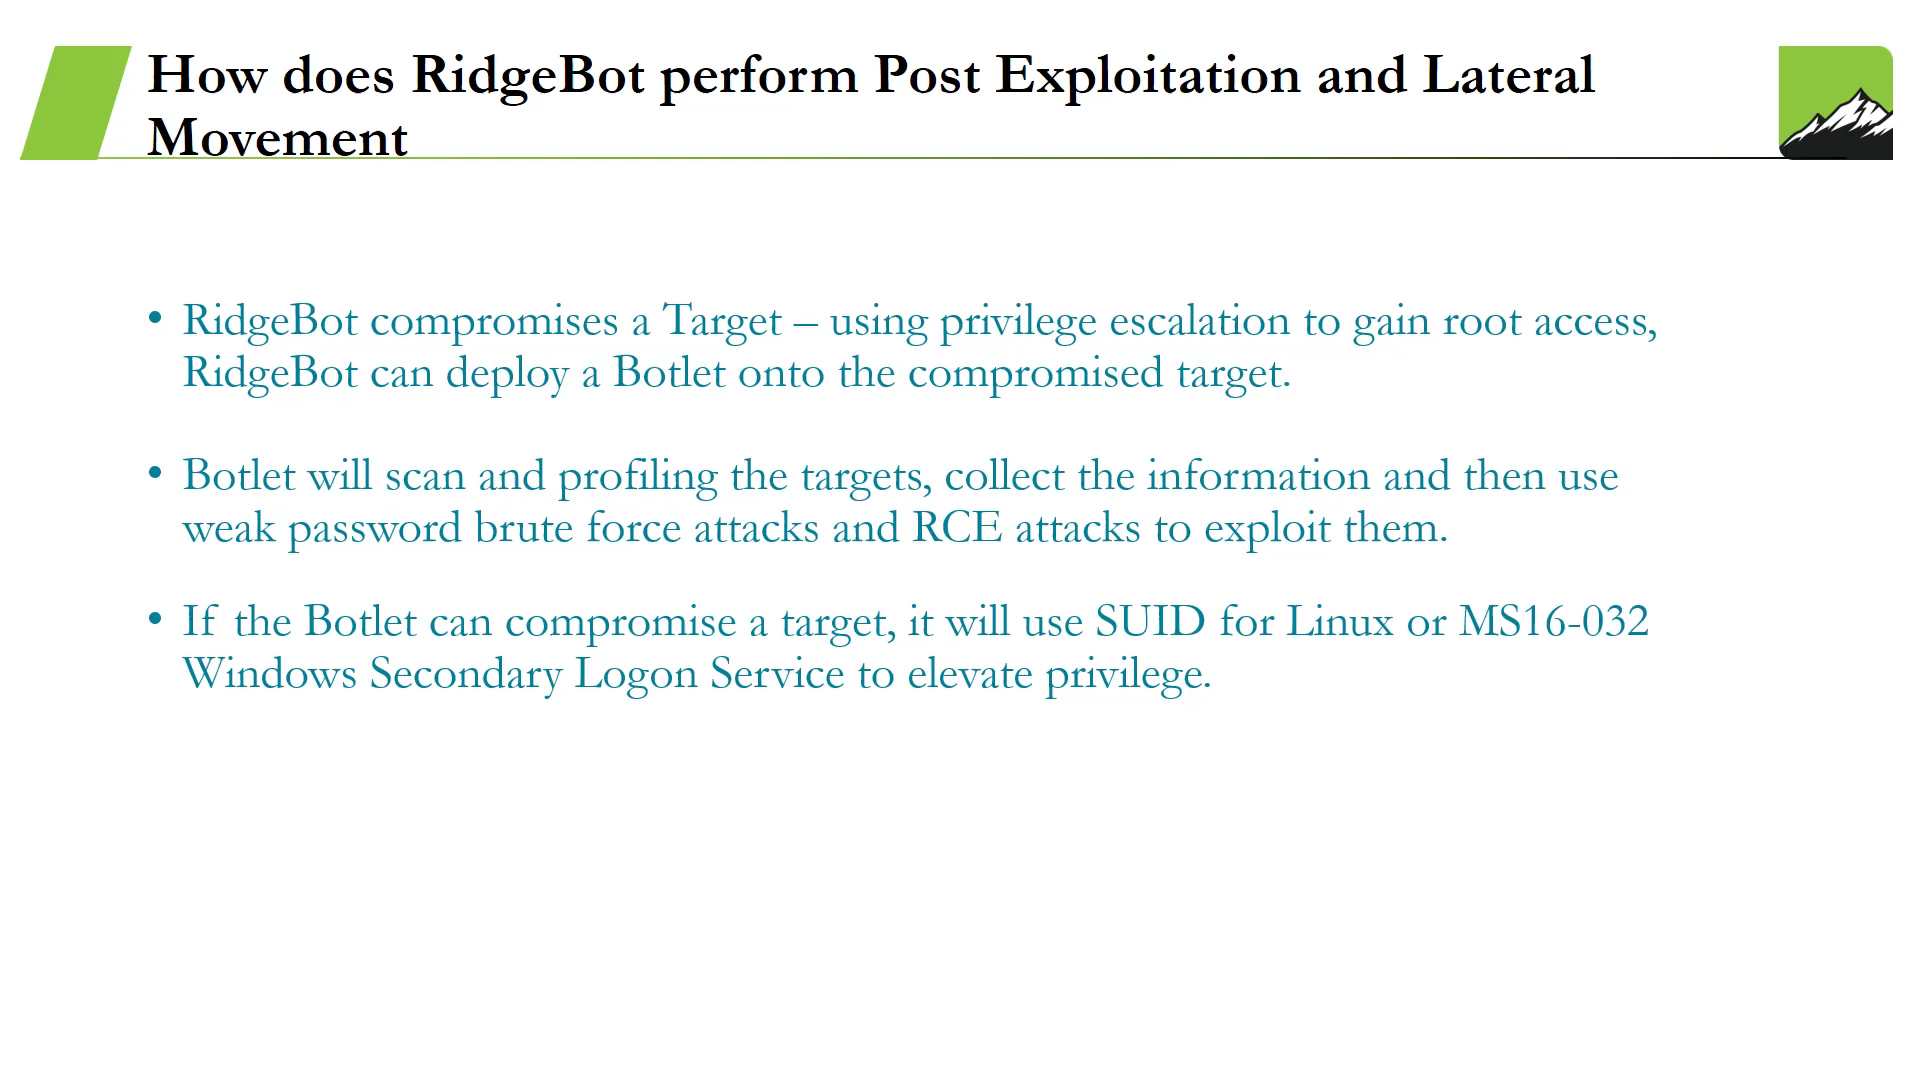 How does RidgeBot perform Post Exploitation and Lateral
Movement
• RidgeBot compromises a Target – using privilege escalation to gain root access,
RidgeBot can deploy a Botlet onto the compromised target.
• Botlet will scan and profiling the targets, collect the information and then use
weak password brute force attacks and RCE attacks to exploit them.
• If the Botlet can compromise a target, it will use SUID for Linux or MS16-032
Windows Secondary Logon Service to elevate privilege.